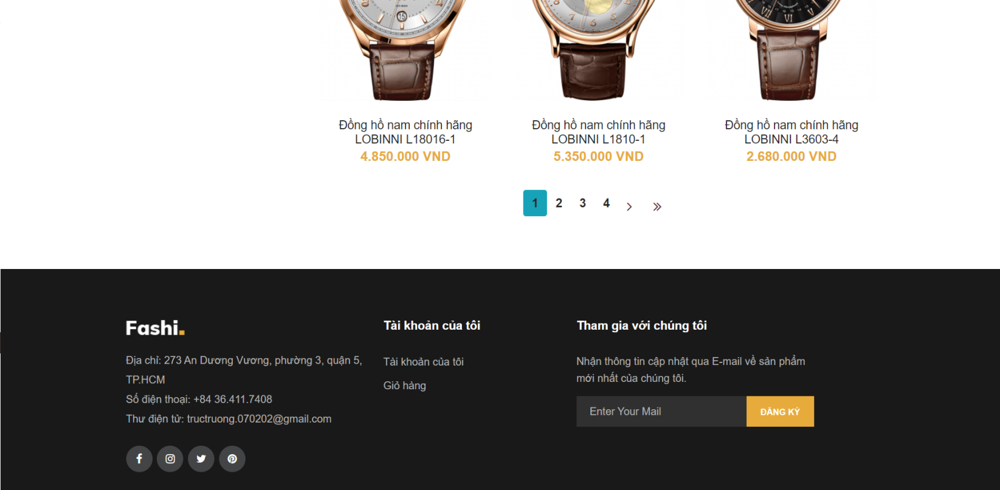 15
Đồng hồ nam chính hãng
LOBINNI L18016-1
4.850.000 VND
Đồng hồ nam chính hãng
LOBINNI L1810-1
5.350.000 VND
Đồng hồ nam chính hãng
LOBINNI L3603-4
2.680.000 VND
1 2 3 4 > »
Fashi.
Địa chỉ: 273 An Dương Vương, phường 3, quận 5,
TP.HCM
Số điện thoại: +84 36.411.7408
Thư điện tử: tructruong.070202@gmail.com
Tài khoản của tôi
Tài khoản của tôi
Giỏ hàng
Tham gia với chúng tôi
Nhận thông tin cập nhật qua E-mail về sản phẩm
mới nhất của chúng tôi.
Enter Your Mail
ĐĂNG KÝ